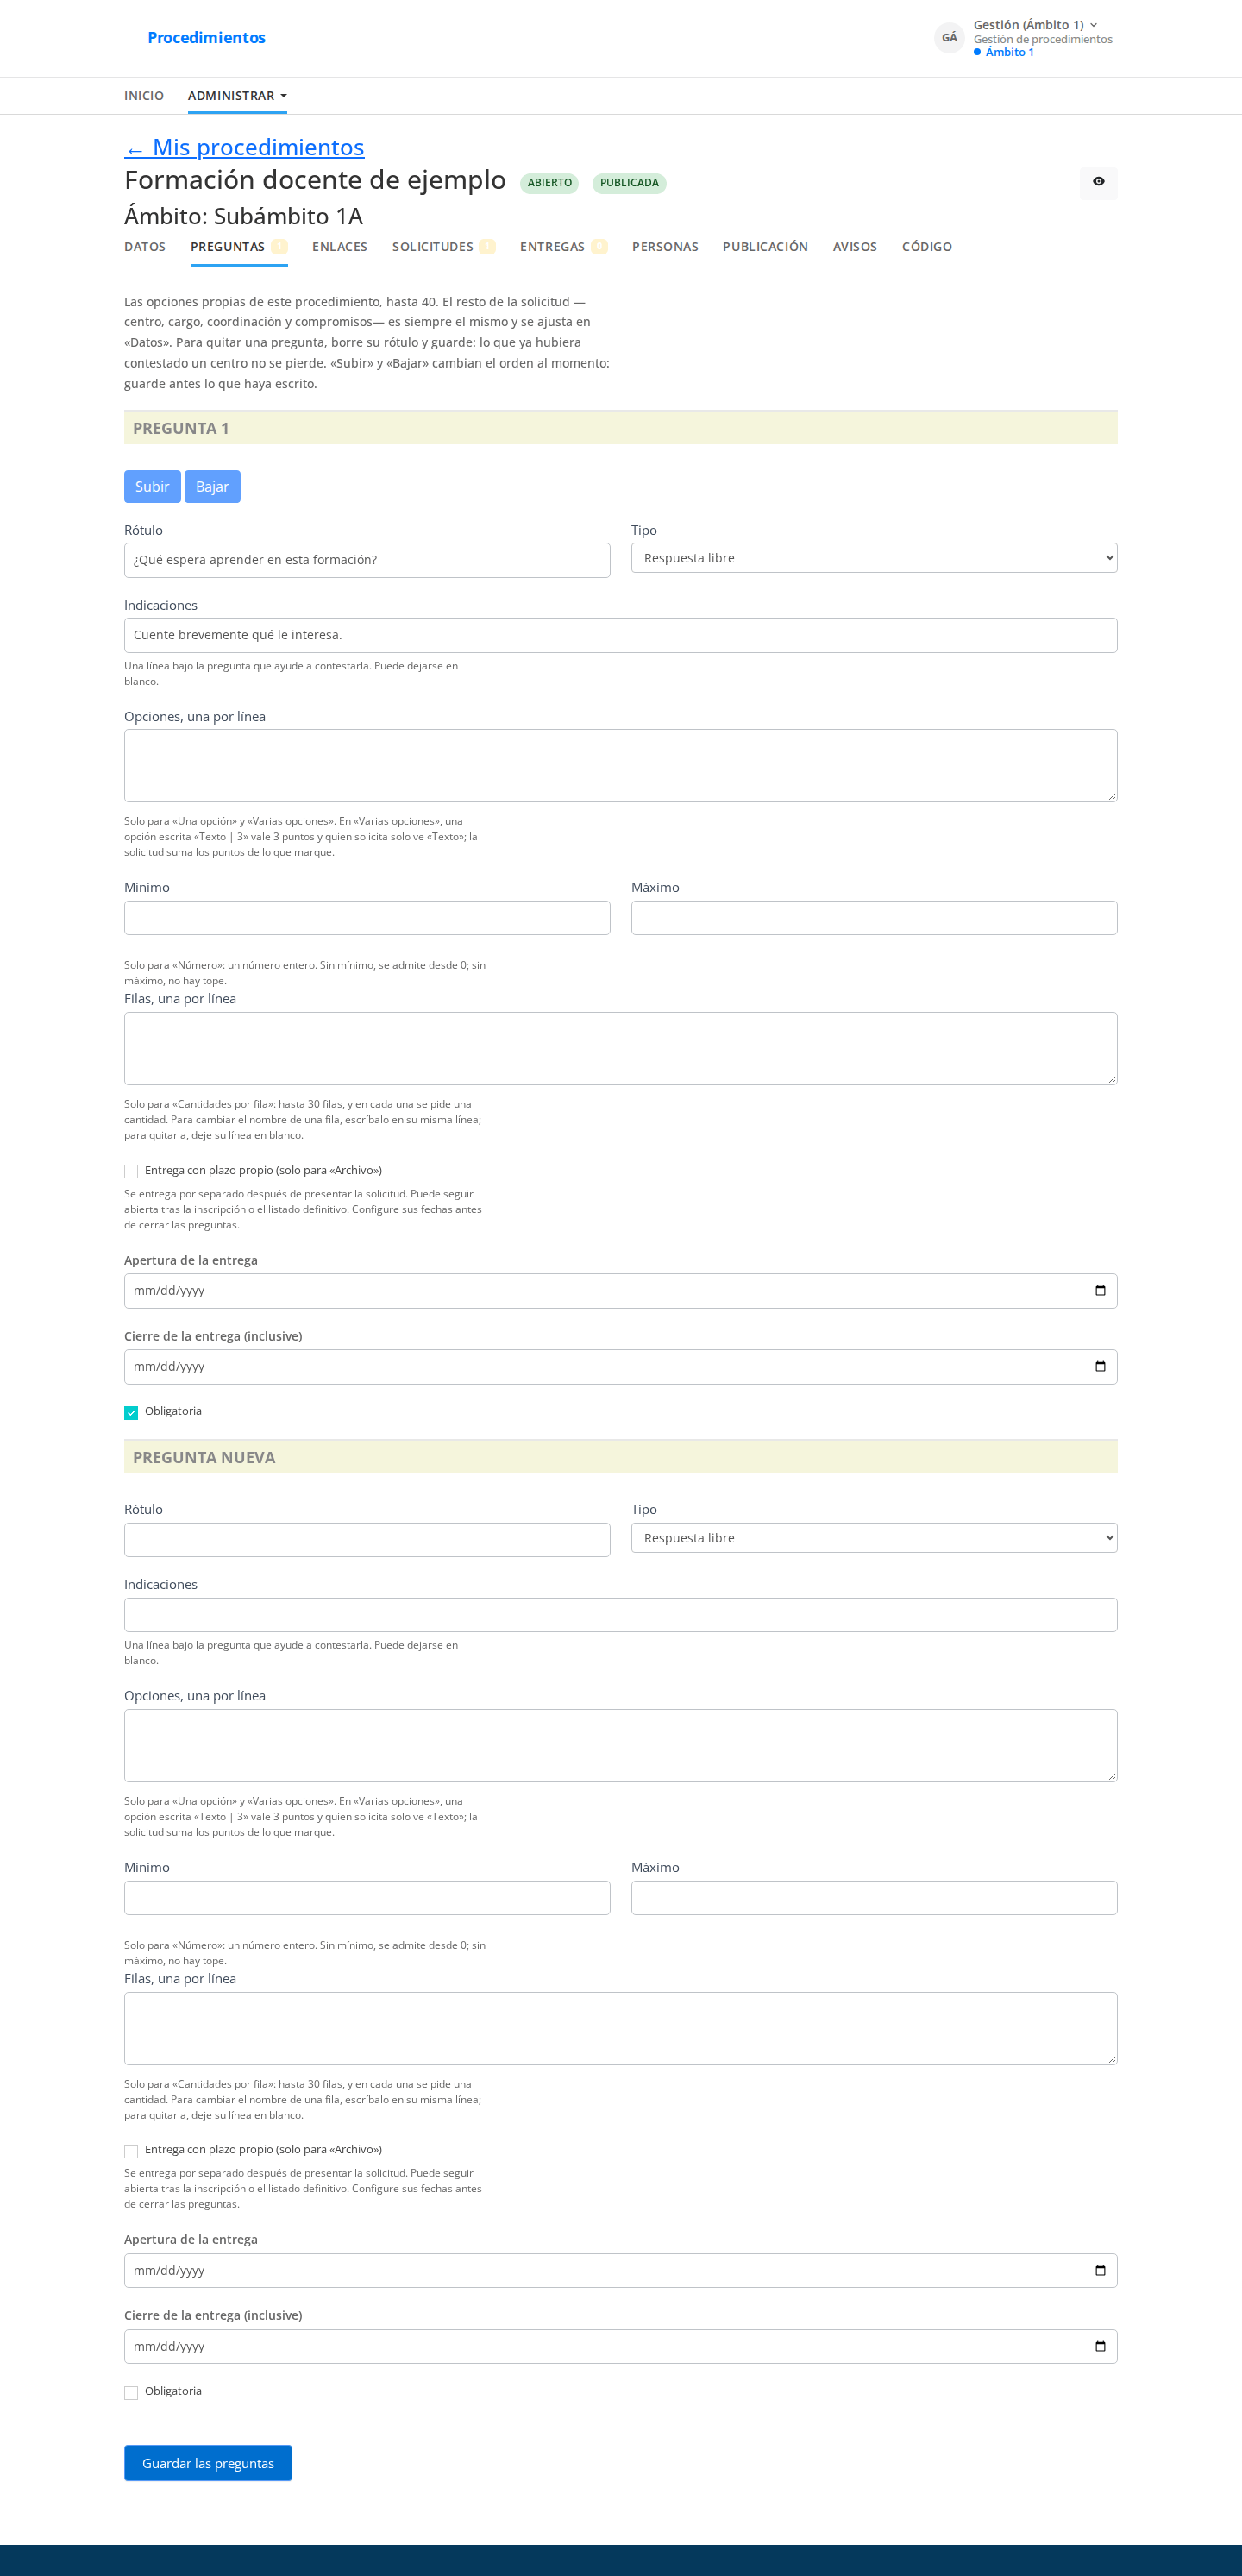 Procedimientos
GÁ
Gestión (Ámbito 1)
Gestión de procedimientos
Ámbito 1
INICIO
ADMINISTRAR
← Mis procedimientos
Formación docente de ejemplo ABIERTO PUBLICADA
Ámbito: Subámbito 1A
DATOS PREGUNTAS 1 ENLACES SOLICITUDES 1 ENTREGAS 0 PERSONAS PUBLICACIÓN AVISOS CÓDIGO
Las opciones propias de este procedimiento, hasta 40. El resto de la solicitud —
centro, cargo, coordinación y compromisos— es siempre el mismo y se ajusta en
«Datos». Para quitar una pregunta, borre su rótulo y guarde: lo que ya hubiera
contestado un centro no se pierde. «Subir» y «Bajar» cambian el orden al momento:
guarde antes lo que haya escrito.
PREGUNTA 1
Subir Bajar
Rótulo Tipo
¿Qué espera aprender en esta formación? Respuesta libre
Indicaciones
Cuente brevemente qué le interesa.
Una línea bajo la pregunta que ayude a contestarla. Puede dejarse en
blanco.
Opciones, una por línea
Solo para «Una opción» y «Varias opciones». En «Varias opciones», una
opción escrita «Texto | 3» vale 3 puntos y quien solicita solo ve «Texto»; la
solicitud suma los puntos de lo que marque.
Mínimo Máximo
Solo para «Número»: un número entero. Sin mínimo, se admite desde 0; sin
máximo, no hay tope.
Filas, una por línea
Solo para «Cantidades por fila»: hasta 30 filas, y en cada una se pide una
cantidad. Para cambiar el nombre de una fila, escríbalo en su misma línea;
para quitarla, deje su línea en blanco.
Entrega con plazo propio (solo para «Archivo»)
Se entrega por separado después de presentar la solicitud. Puede seguir
abierta tras la inscripción o el listado definitivo. Configure sus fechas antes
de cerrar las preguntas.
Apertura de la entrega
mm/dd/yyyy
Cierre de la entrega (inclusive)
mm/dd/yyyy
Obligatoria
PREGUNTA NUEVA
Rótulo Tipo
Respuesta libre
Indicaciones
Una línea bajo la pregunta que ayude a contestarla. Puede dejarse en
blanco.
Opciones, una por línea
Solo para «Una opción» y «Varias opciones». En «Varias opciones», una
opción escrita «Texto | 3» vale 3 puntos y quien solicita solo ve «Texto»; la
solicitud suma los puntos de lo que marque.
Mínimo Máximo
Solo para «Número»: un número entero. Sin mínimo, se admite desde 0; sin
máximo, no hay tope.
Filas, una por línea
Solo para «Cantidades por fila»: hasta 30 filas, y en cada una se pide una
cantidad. Para cambiar el nombre de una fila, escríbalo en su misma línea;
para quitarla, deje su línea en blanco.
Entrega con plazo propio (solo para «Archivo»)
Se entrega por separado después de presentar la solicitud. Puede seguir
abierta tras la inscripción o el listado definitivo. Configure sus fechas antes
de cerrar las preguntas.
Apertura de la entrega
mm/dd/yyyy
Cierre de la entrega (inclusive)
mm/dd/yyyy
Obligatoria
Guardar las preguntas